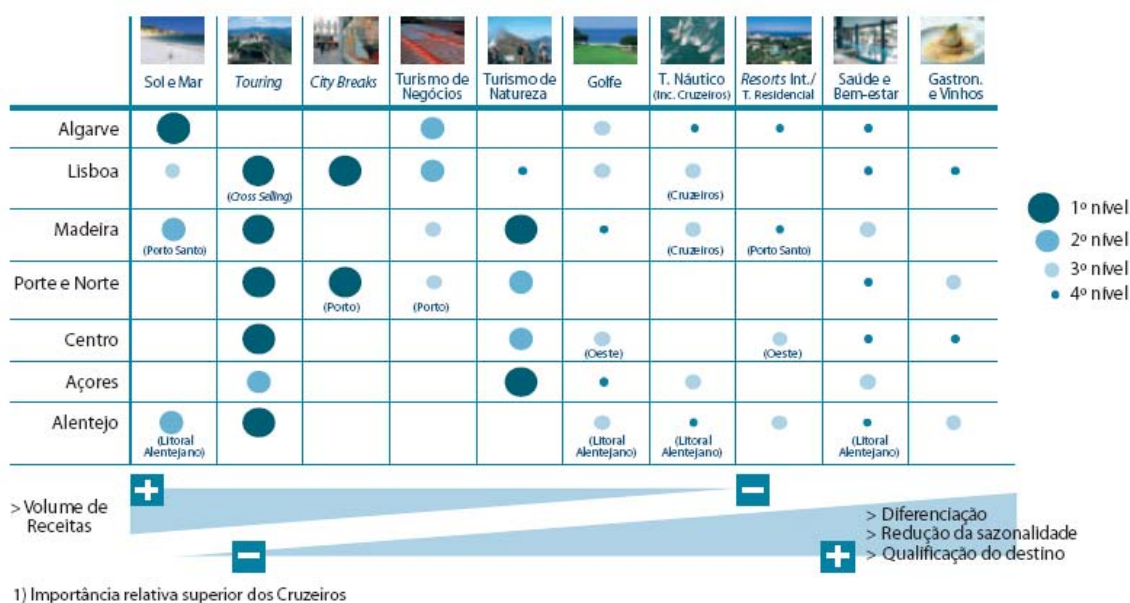 Sol e Mar
Touring
City Breaks
Turismo de
Negócios
Turismo de
Natureza
Golfe
T. Náutico
(Inc. Cruzeiros)
Resorts Int./
T. Residencial
Saúde e
Bem-estar
Gastron.
e Vinhos
Algarve
Lisboa
(Cross Selling)
(Cruzeiros)
Madeira
(Porto Santo)
(Cruzeiros)
(Porto Santo)
Porte e Norte
(Porto)
(Porto)
Centro
(Oeste)
(Oeste)
Açores
Alentejo
(Litoral
Alentejano)
(Litoral
Alentejano)
(Litoral
Alentejano)
(Litoral
Alentejano)
1º nível
2º nível
3º nível
4º nível
> Volume de
Receitas
+
−
> Diferenciação
> Redução da sazonalidade
> Qualificação do destino
−
+
1) Importância relativa superior dos Cruzeiros